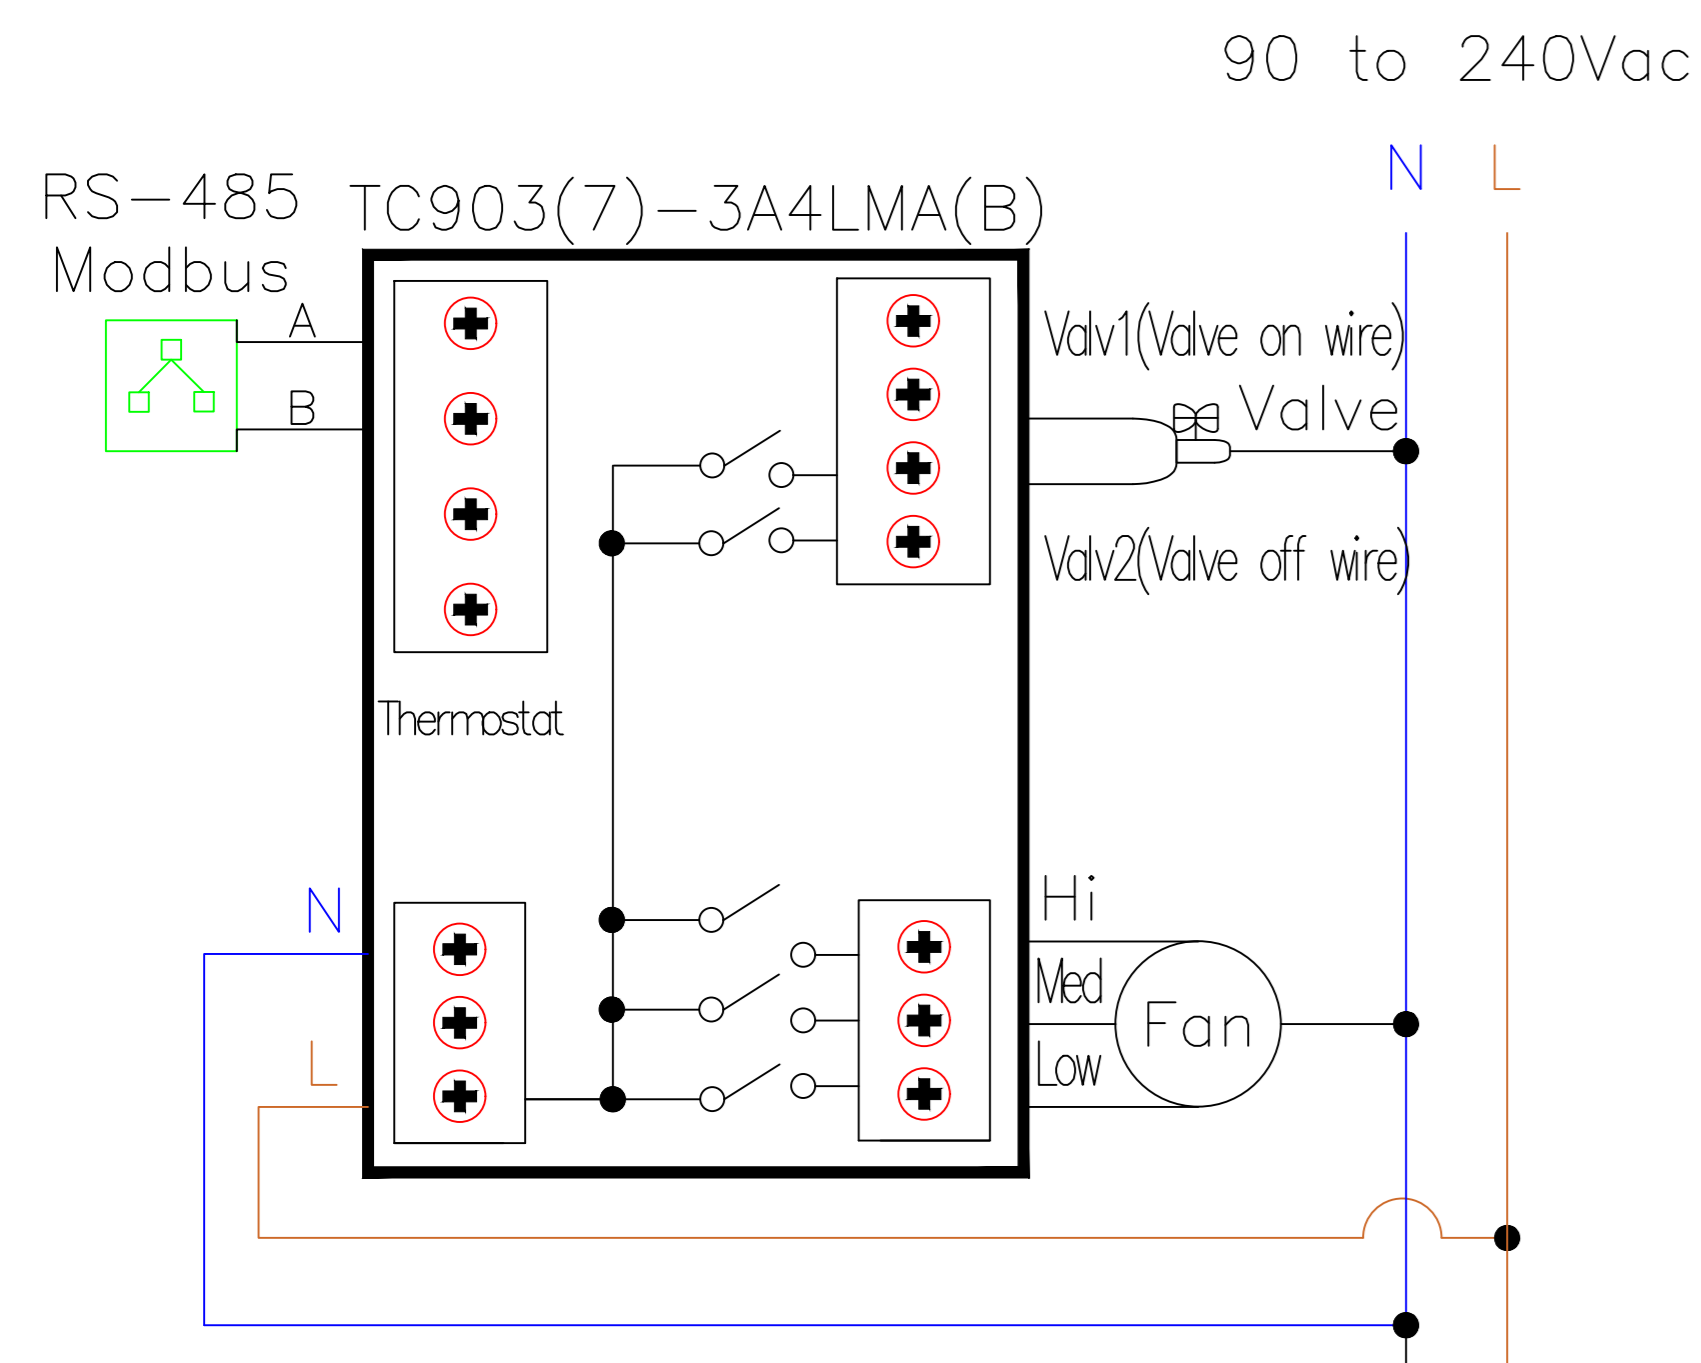 90 to 240Vac
N L
RS-485
Modbus
TC903(7)-3A4LMA(B)
A
B
Valv1(Valve on wire)
Valve
Valv2(Valve off wire)
Thermostat
N
L
Hi
Med
Low
Fan